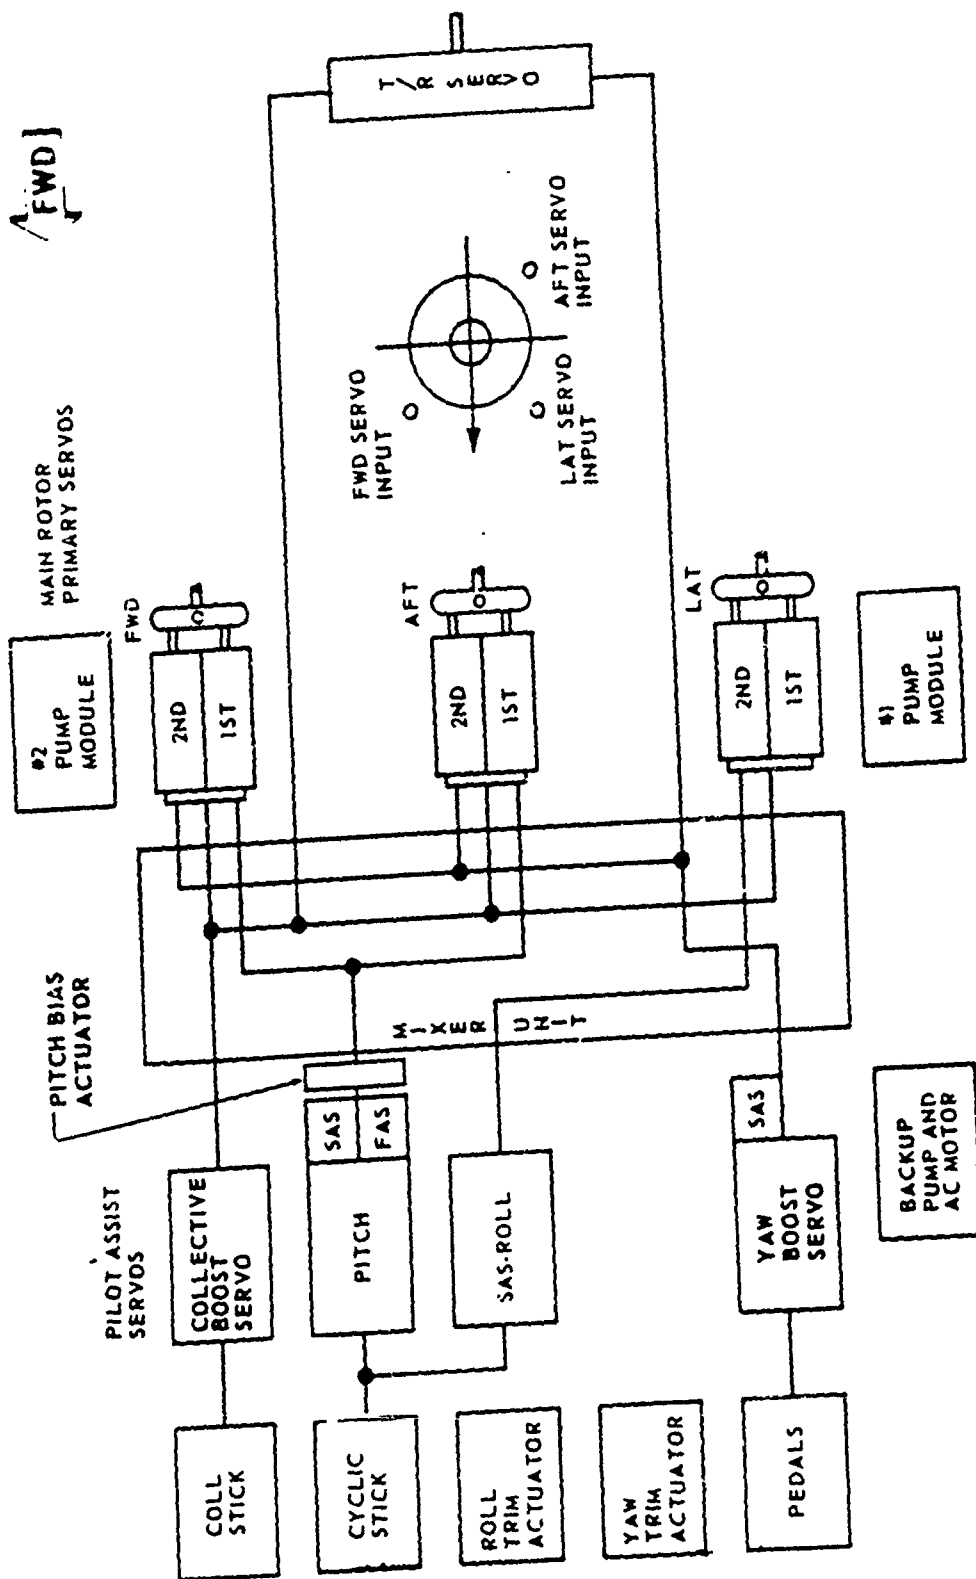 FWD
MAIN ROTOR
PRIMARY SERVOS
#2
PUMP
MODULE
FWD
2ND
1ST
AFT
2ND
1ST
LAT
2ND
1ST
#1
PUMP
MODULE
T/R SERVO
FWD SERVO
INPUT
AFT SERVO
INPUT
LAT SERVO
INPUT
PITCH BIAS
ACTUATOR
MIXER UNIT
PILOT ASSIST
SERVOS
COLLECTIVE
BOOST
SERVO
PITCH
SAS
FAS
SAS-ROLL
YAW
BOOST
SERVO
SAS
BACKUP
PUMP AND
AC MOTOR
COLL
STICK
CYCLIC
STICK
ROLL
TRIM
ACTUATOR
YAW
TRIM
ACTUATOR
PEDALS